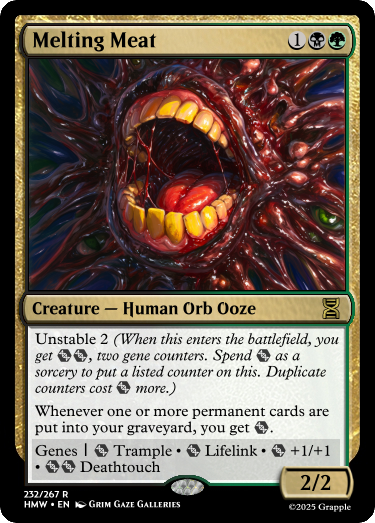 Melting Meat 1
Creature — Human Orb Ooze
Unstable 2 (When this enters the battlefield, you
get , two gene counters. Spend as a
sorcery to put a listed counter on this. Duplicate
counters cost more.)
Whenever one or more permanent cards are
put into your graveyard, you get .
Genes | Trample • Lifelink • +1/+1
• Deathtouch
2/2
232/267 R
HMW • EN Grim Gaze Galleries
©2025 Grapple